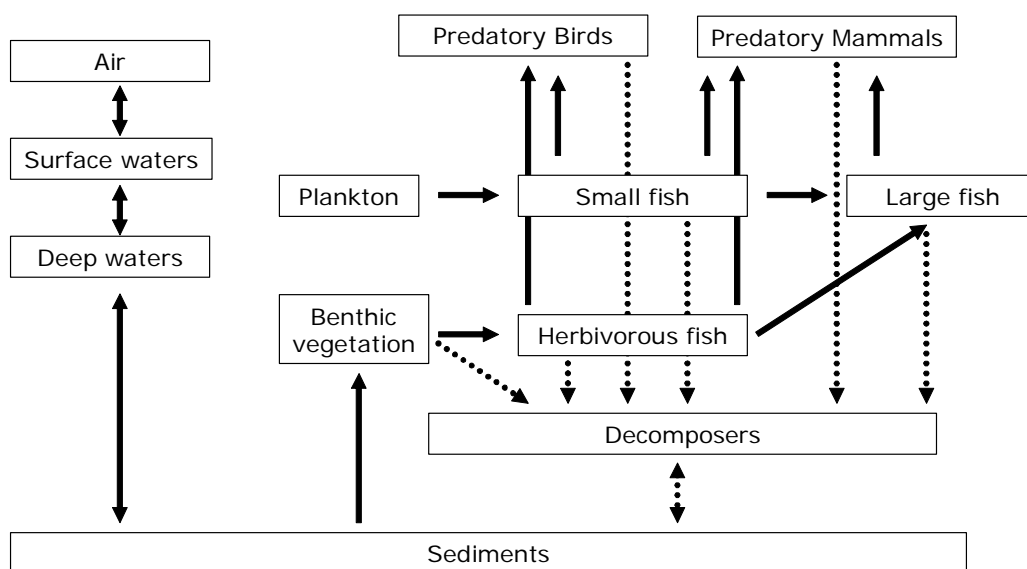 Predatory Birds
Predatory Mammals
Air
Surface waters
Plankton
Small fish
Large fish
Deep waters
Benthic
vegetation
Herbivorous fish
Decomposers
Sediments